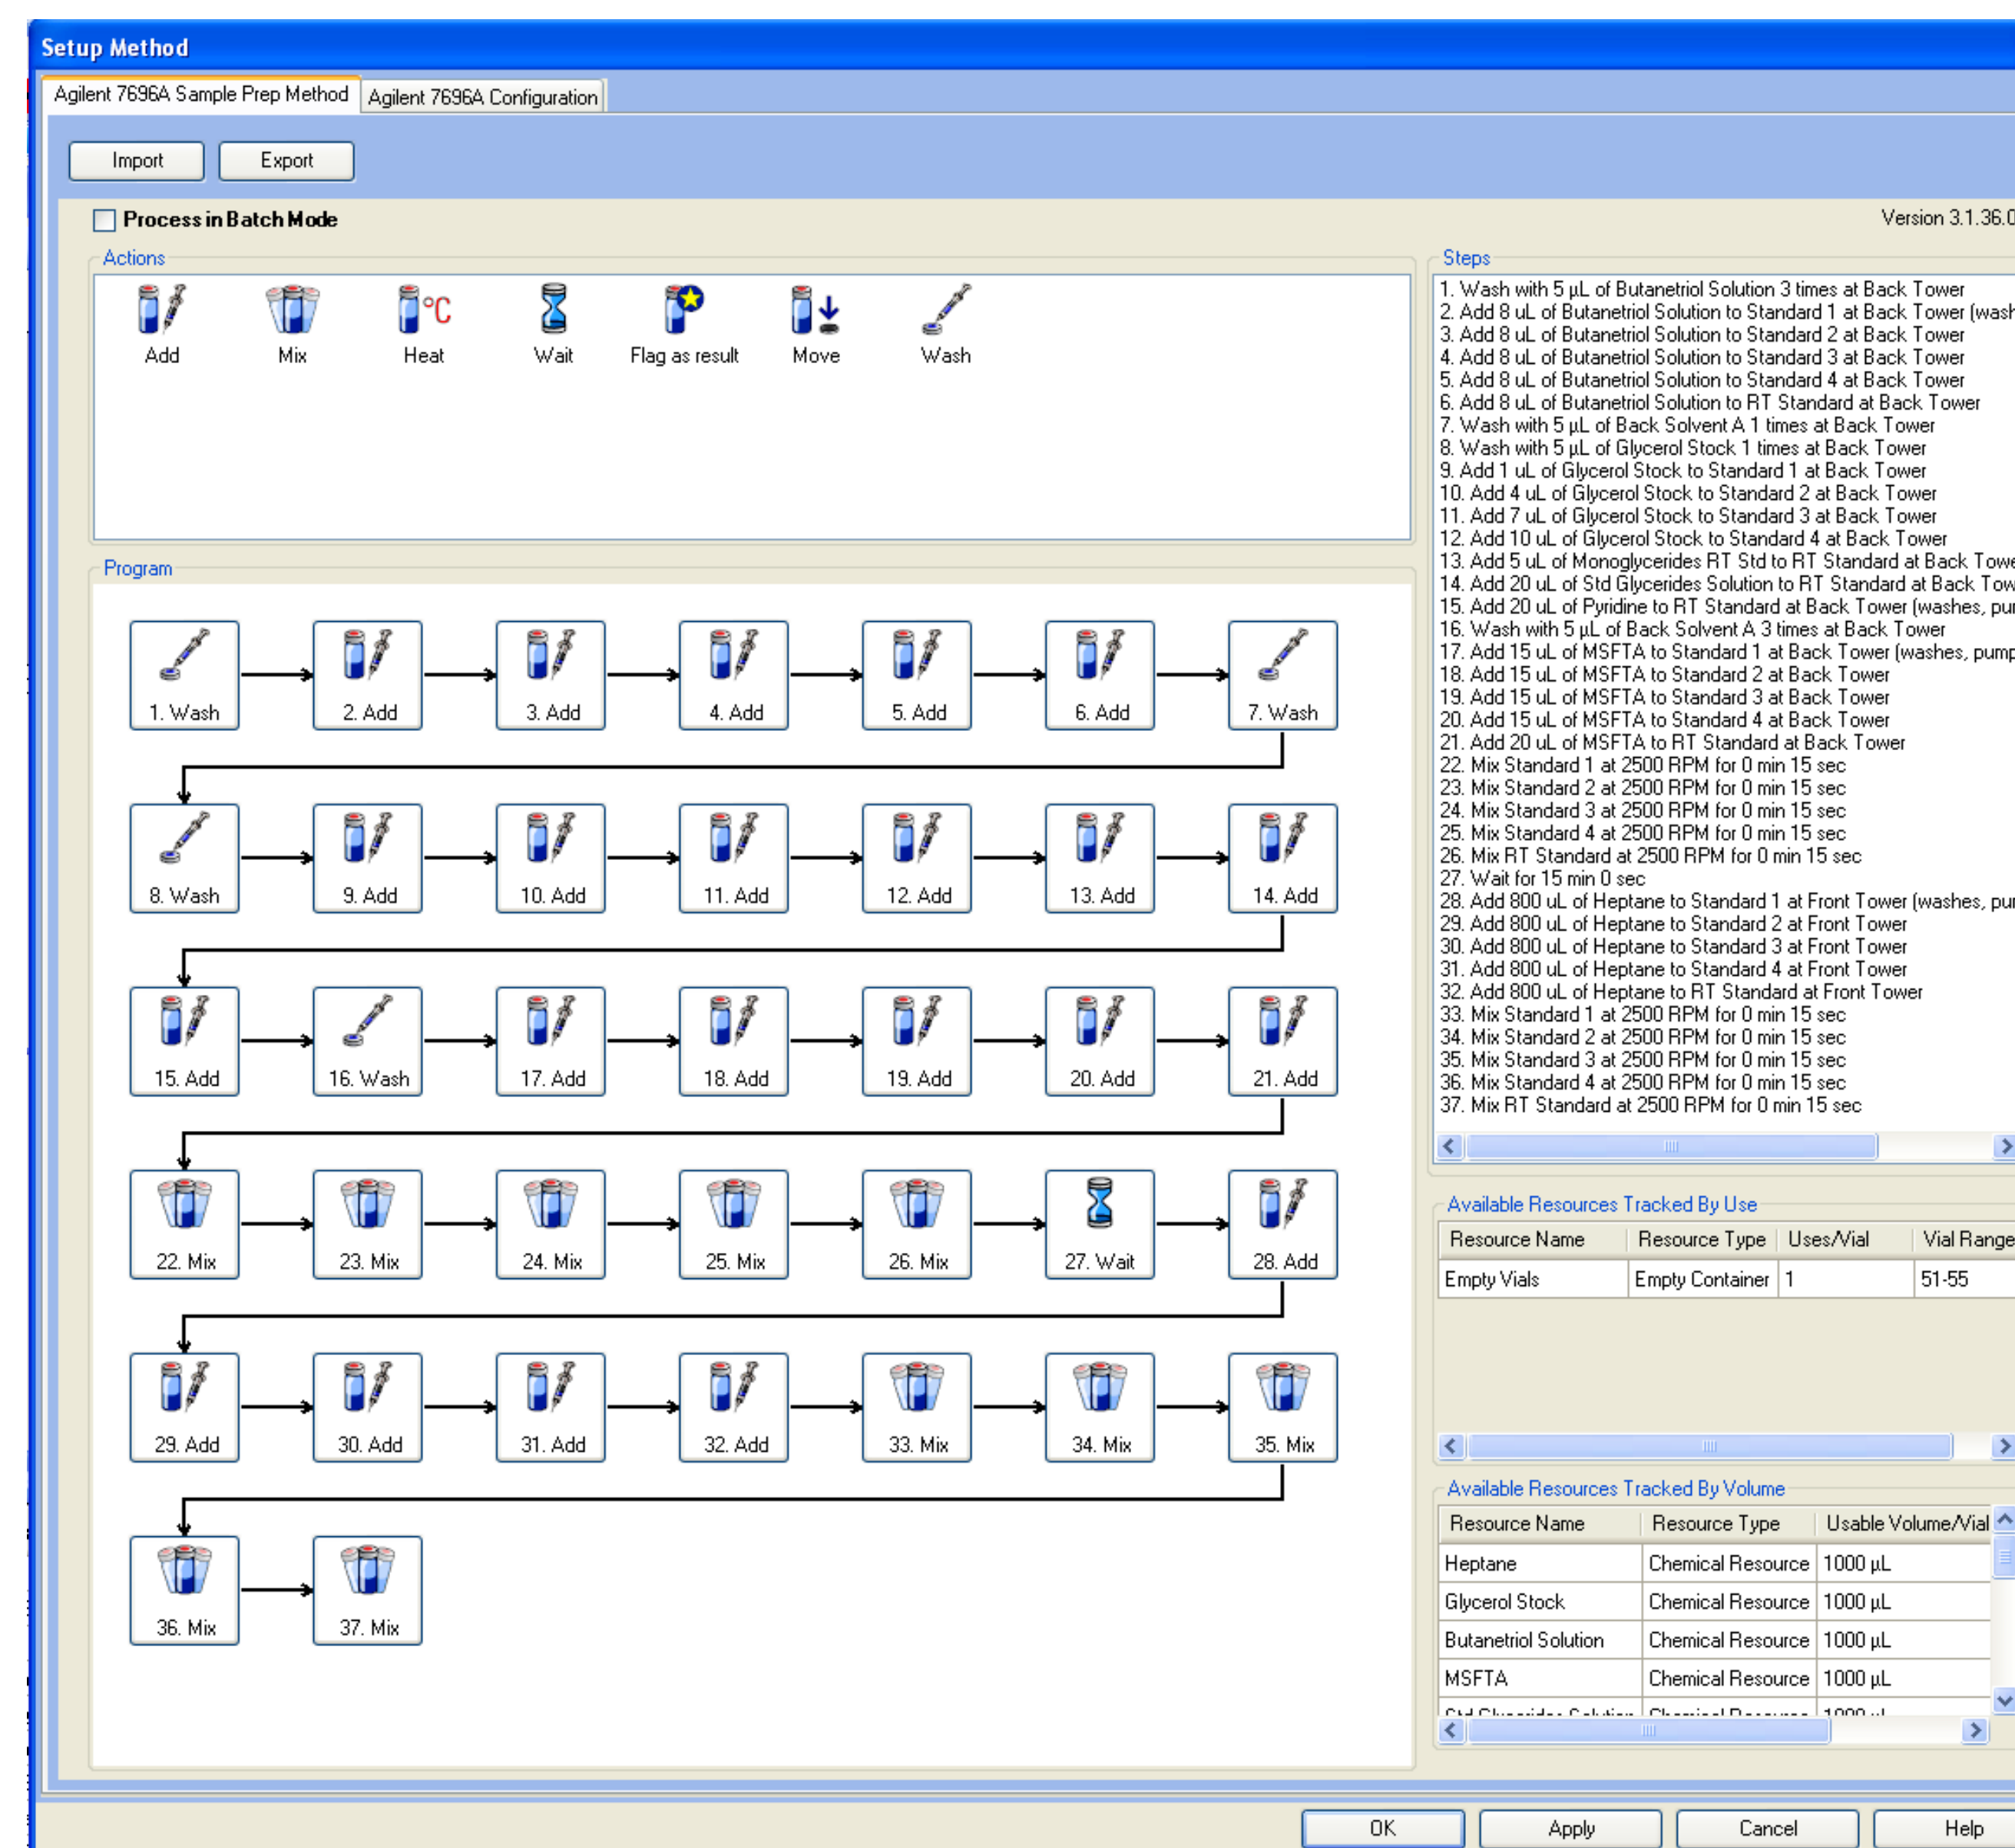 Setup Method
Agilent 7696A Sample Prep Method Agilent 7696A Configuration
Import Export
Process in Batch Mode
Version 3.1.36.0
Actions
°C
Add Mix Heat Wait Flag as result Move Wash
Program
1. Wash 2. Add 3. Add 4. Add 5. Add 6. Add 7. Wash
8. Wash 9. Add 10. Add 11. Add 12. Add 13. Add 14. Add
15. Add 16. Wash 17. Add 18. Add 19. Add 20. Add 21. Add
22. Mix 23. Mix 24. Mix 25. Mix 26. Mix 27. Wait 28. Add
29. Add 30. Add 31. Add 32. Add 33. Mix 34. Mix 35. Mix
36. Mix 37. Mix
Steps
1. Wash with 5 µL of Butanetriol Solution 3 times at Back Tower
2. Add 8 uL of Butanetriol Solution to Standard 1 at Back Tower (wash
3. Add 8 uL of Butanetriol Solution to Standard 2 at Back Tower
4. Add 8 uL of Butanetriol Solution to Standard 3 at Back Tower
5. Add 8 uL of Butanetriol Solution to Standard 4 at Back Tower
6. Add 8 uL of Butanetriol Solution to RT Standard at Back Tower
7. Wash with 5 µL of Back Solvent A 1 times at Back Tower
8. Wash with 5 µL of Glycerol Stock 1 times at Back Tower
9. Add 1 uL of Glycerol Stock to Standard 1 at Back Tower
10. Add 4 uL of Glycerol Stock to Standard 2 at Back Tower
11. Add 7 uL of Glycerol Stock to Standard 3 at Back Tower
12. Add 10 uL of Glycerol Stock to Standard 4 at Back Tower
13. Add 5 uL of Monoglycerides RT Std to RT Standard at Back Towe
14. Add 20 uL of Std Glycerides Solution to RT Standard at Back Tow
15. Add 20 uL of Pyridine to RT Standard at Back Tower (washes, pu
16. Wash with 5 µL of Back Solvent A 3 times at Back Tower
17. Add 15 uL of MSFTA to Standard 1 at Back Tower (washes, pump
18. Add 15 uL of MSFTA to Standard 2 at Back Tower
19. Add 15 uL of MSFTA to Standard 3 at Back Tower
20. Add 15 uL of MSFTA to Standard 4 at Back Tower
21. Add 20 uL of MSFTA to RT Standard at Back Tower
22. Mix Standard 1 at 2500 RPM for 0 min 15 sec
23. Mix Standard 2 at 2500 RPM for 0 min 15 sec
24. Mix Standard 3 at 2500 RPM for 0 min 15 sec
25. Mix Standard 4 at 2500 RPM for 0 min 15 sec
26. Mix RT Standard at 2500 RPM for 0 min 15 sec
27. Wait for 15 min 0 sec
28. Add 800 uL of Heptane to Standard 1 at Front Tower (washes, pu
29. Add 800 uL of Heptane to Standard 2 at Front Tower
30. Add 800 uL of Heptane to Standard 3 at Front Tower
31. Add 800 uL of Heptane to Standard 4 at Front Tower
32. Add 800 uL of Heptane to RT Standard at Front Tower
33. Mix Standard 1 at 2500 RPM for 0 min 15 sec
34. Mix Standard 2 at 2500 RPM for 0 min 15 sec
35. Mix Standard 3 at 2500 RPM for 0 min 15 sec
36. Mix Standard 4 at 2500 RPM for 0 min 15 sec
37. Mix RT Standard at 2500 RPM for 0 min 15 sec
Available Resources Tracked By Use
Resource Name Resource Type Uses/Vial Vial Range
Empty Vials Empty Container 1 51-55
Available Resources Tracked By Volume
Resource Name Resource Type Usable Volume/Vial
Heptane Chemical Resource 1000 µL
Glycerol Stock Chemical Resource 1000 µL
Butanetriol Solution Chemical Resource 1000 µL
MSFTA Chemical Resource 1000 µL
Std Glycerides Solution Chemical Resource 1000 µL
OK Apply Cancel Help